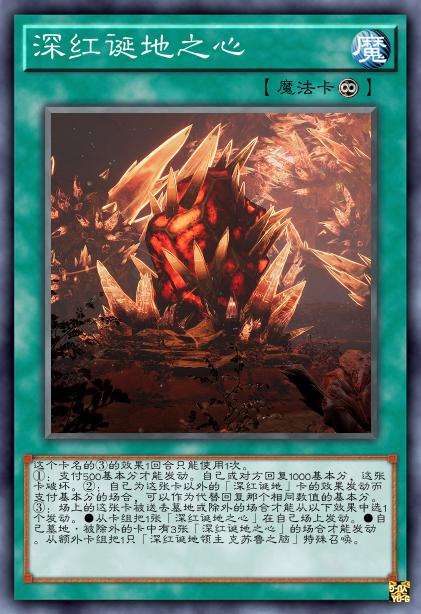 深红诞地之心
魔
【魔法卡】
这个卡名的③的效果1回合只能使用1次。
①：支付500基本分才能发动。自己或对方回复1000基本分，这张
卡破坏。②：自己为这张卡以外的「深红诞地」卡的效果发动而
支付基本分的场合，可以作为代替回复那个相同数值的基本分。
③：场上的这张卡被送去墓地或除外的场合才能从以下效果中选1
个发动。●从卡组把1张「深红诞地之心」在自己场上发动。●自
己墓地·被除外的卡中有3张「深红诞地之心」的场合才能发动
。从额外卡组把1只「深红诞地领主 克苏鲁之脑」特殊召唤。